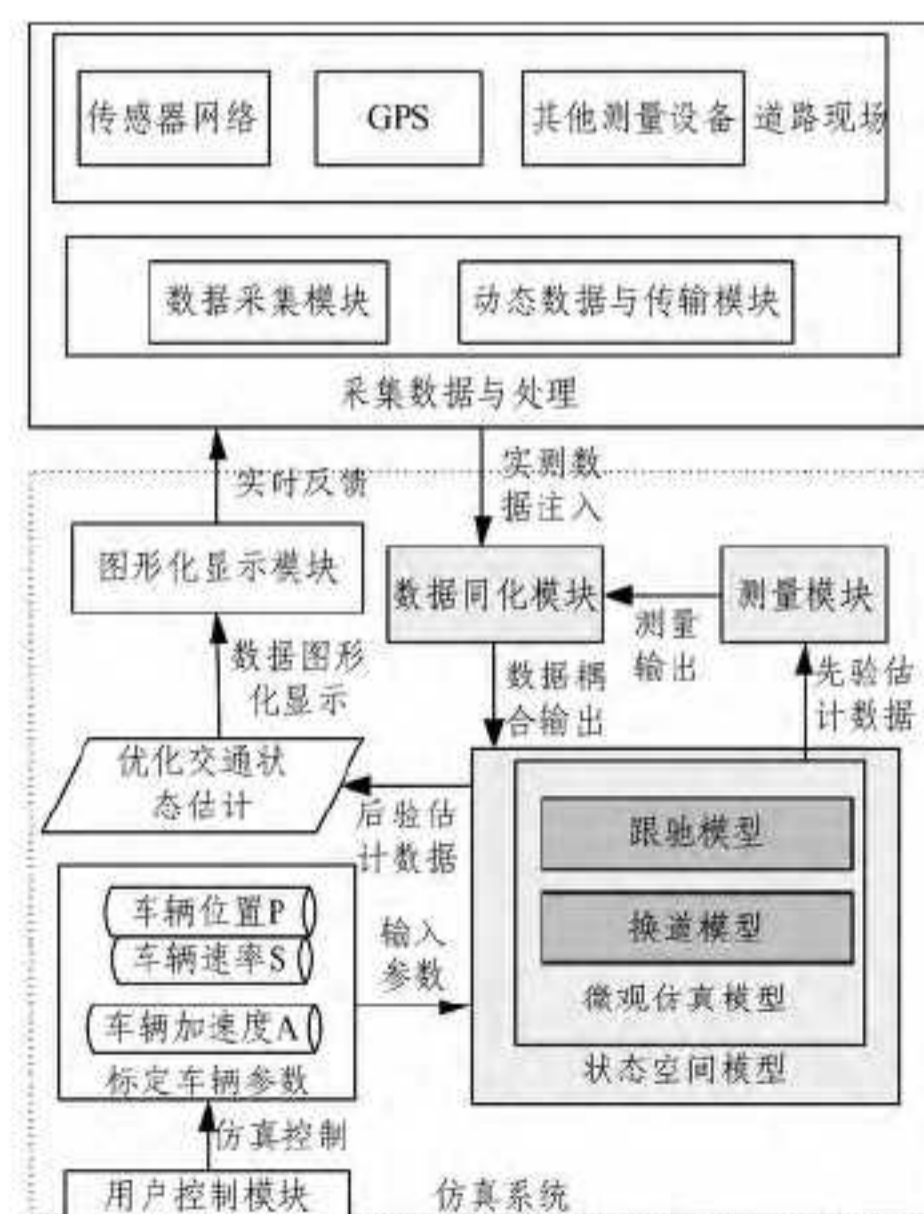 传感器网络
GPS
其他测量设备
道路现场
数据采集模块
动态数据与传输模块
采集数据与处理
实时反馈
实测数
据注入
图形化显示模块
数据同化模块
测量模块
测量
输出
数据图形
化显示
数据耦
合输出
先验估
计数据
优化交通状
态估计
后验估
计数据
跟驰模型
换道模型
微观仿真模型
状态空间模型
车辆位置P
车辆速率S
车辆加速度A
标定车辆参数
输入
参数
仿真控制
用户控制模块
仿真系统